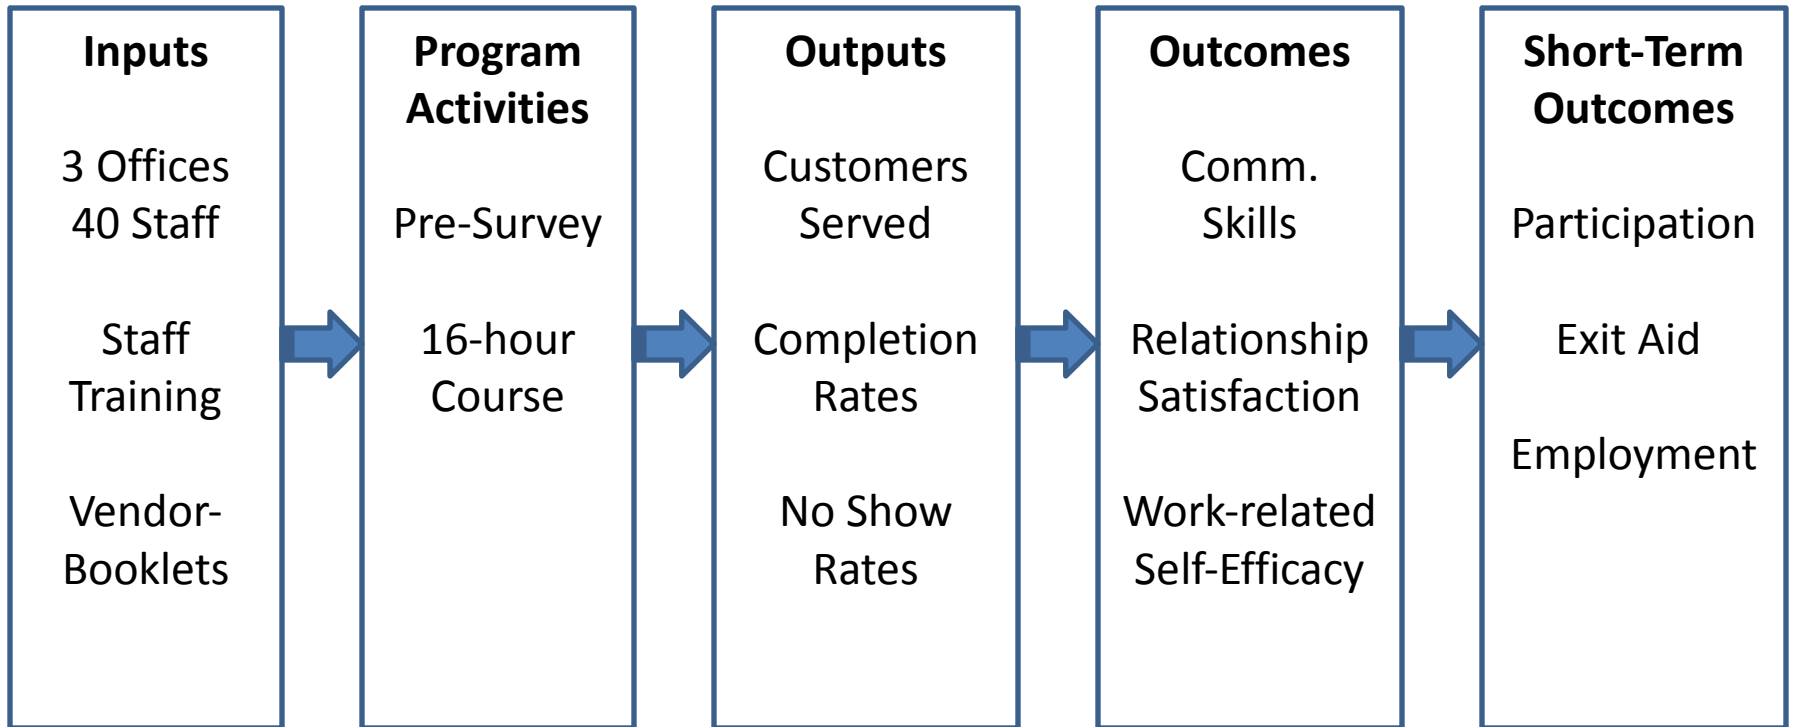 Inputs
3 Offices
40 Staff
Staff
Training
Vendor-
Booklets
Program
Activities
Pre-Survey
16-hour
Course
Outputs
Customers
Served
Completion
Rates
No Show
Rates
Outcomes
Comm.
Skills
Relationship
Satisfaction
Work-related
Self-Efficacy
Short-Term
Outcomes
Participation
Exit Aid
Employment